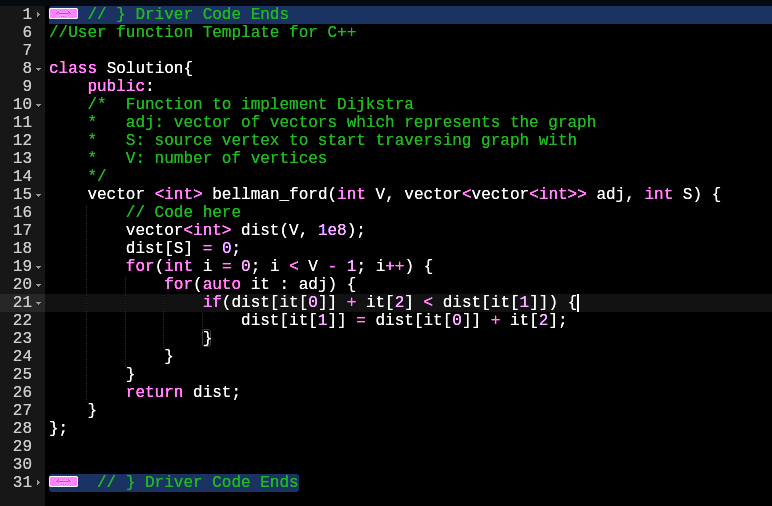 1 // } Driver Code Ends
6 //User function Template for C++
7
8 class Solution{
9     public:
10     /*  Function to implement Dijkstra
11     *   adj: vector of vectors which represents the graph
12     *   S: source vertex to start traversing graph with
13     *   V: number of vertices
14     */
15     vector <int> bellman_ford(int V, vector<vector<int>> adj, int S) {
16         // Code here
17         vector<int> dist(V, 1e8);
18         dist[S] = 0;
19         for(int i = 0; i < V - 1; i++) {
20             for(auto it : adj) {
21                 if(dist[it[0]] + it[2] < dist[it[1]]) {
22                     dist[it[1]] = dist[it[0]] + it[2];
23                 }
24             }
25         }
26         return dist;
27     }
28 };
29
30
31 // } Driver Code Ends